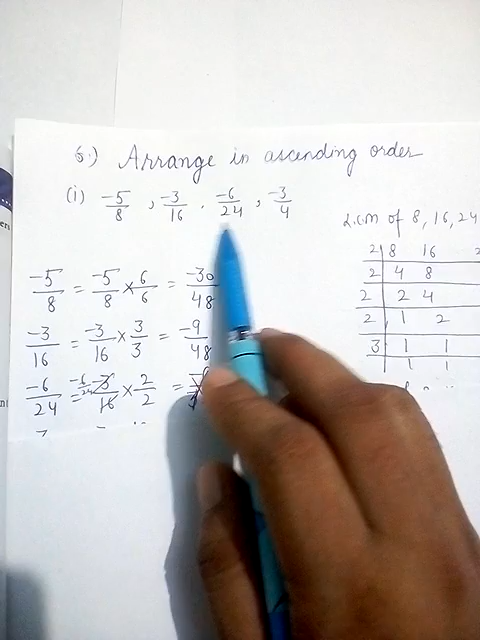 6.) Arrange in ascending order
(i) -5/8 , -3/16 , -6/24 , -3/4
L.C.M of 8, 16, 24
2 8 16
2 4 8
2 2 4
2 1 2
3 1 1
1 1
-5/8 = -5/8 × 6/6 = -30/48
-3/16 = -3/16 × 3/3 = -9/48
-6/24 = -6/24 × 2/2 =